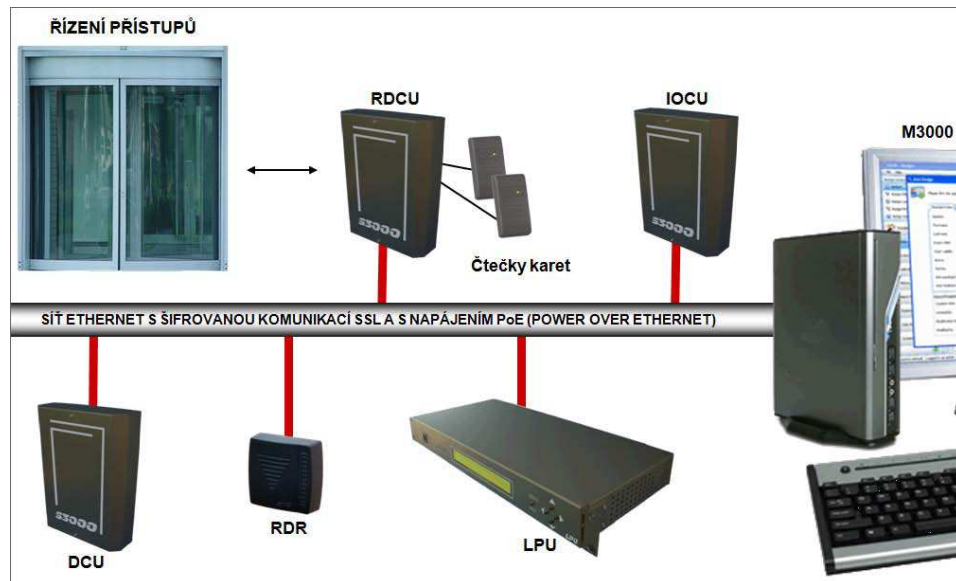 ŘÍZENÍ PŘÍSTUPŮ
RDCU
IOCU
M3000
S3000
S3000
Čtečky karet
SÍŤ ETHERNET S ŠIFROVANOU KOMUNIKACÍ SSL A S NAPÁJENÍM PoE (POWER OVER ETHERNET)
S3000
DCU
RDR
LPU
LPU